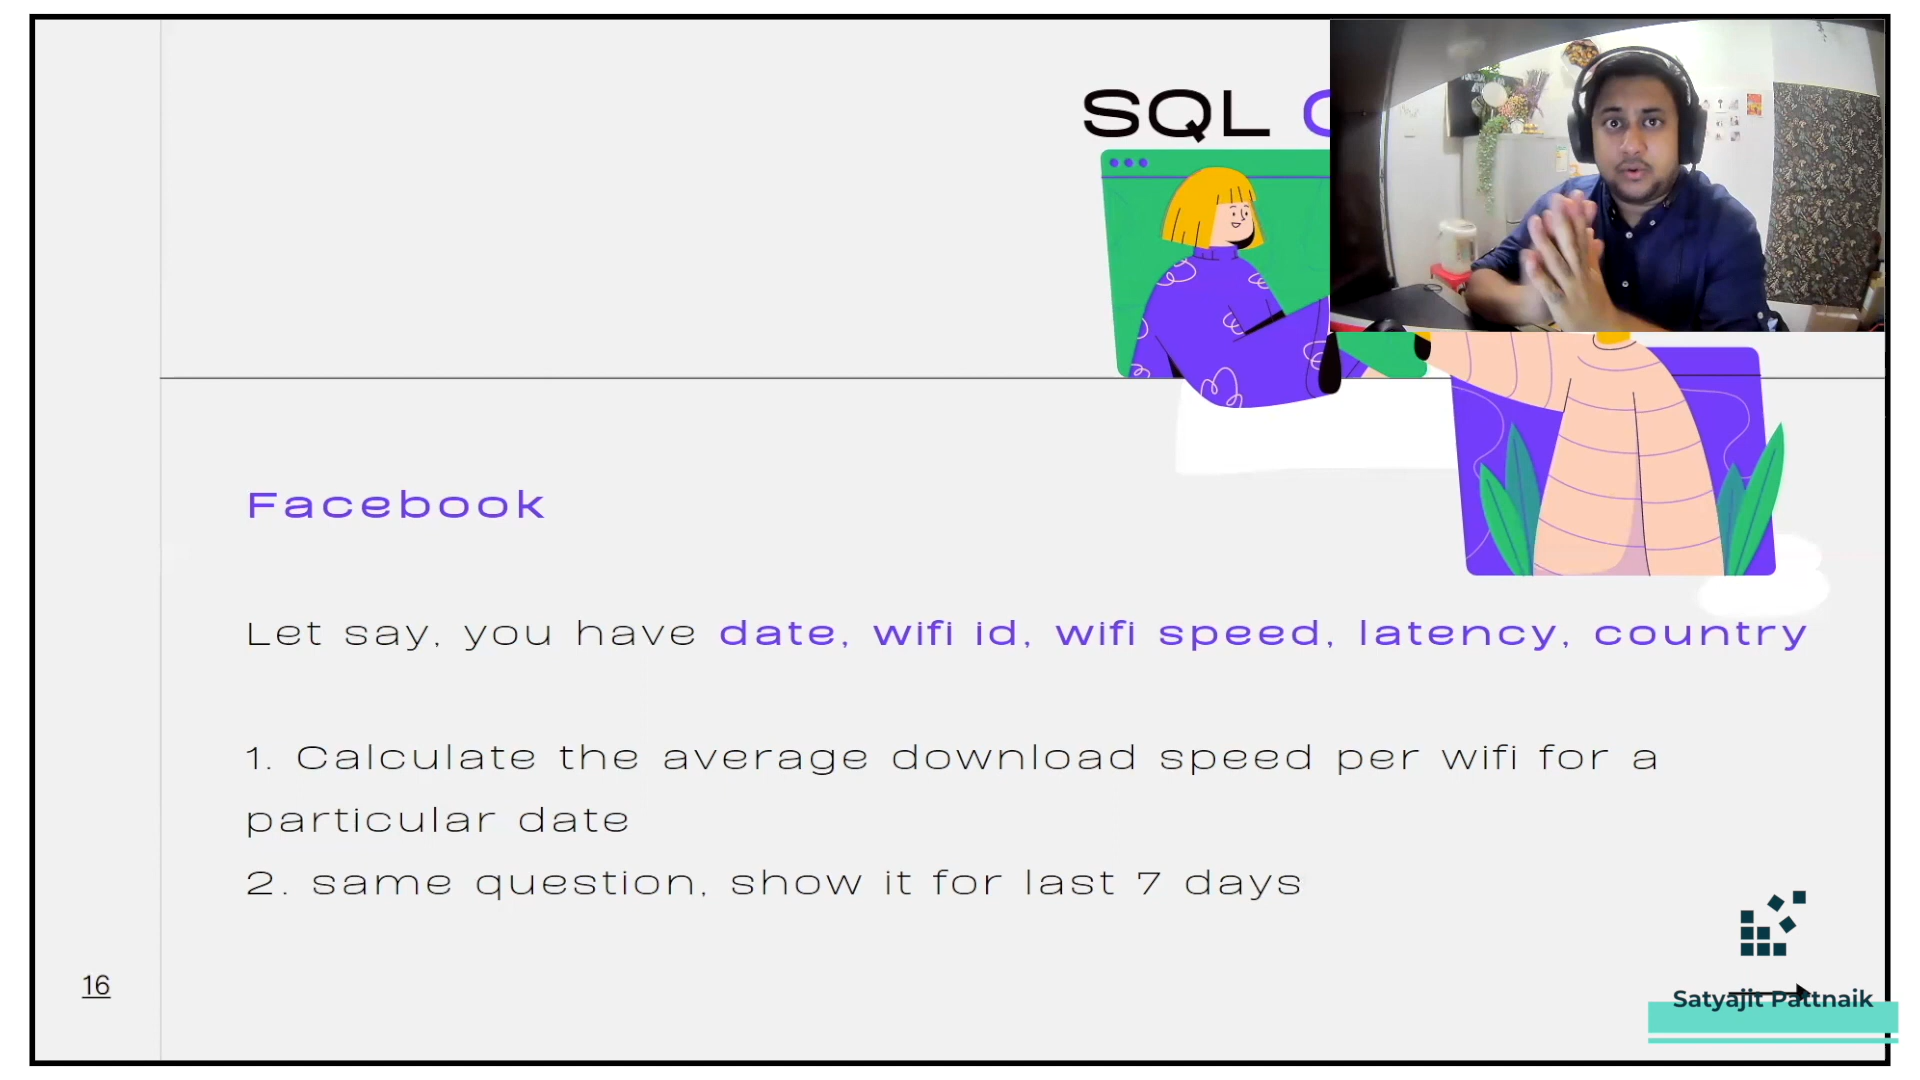 SQL
Facebook
Let say, you have date, wifi id, wifi speed, latency, country
1. Calculate the average download speed per wifi for a
particular date
2. same question, show it for last 7 days
16
Satyajit Pattnaik